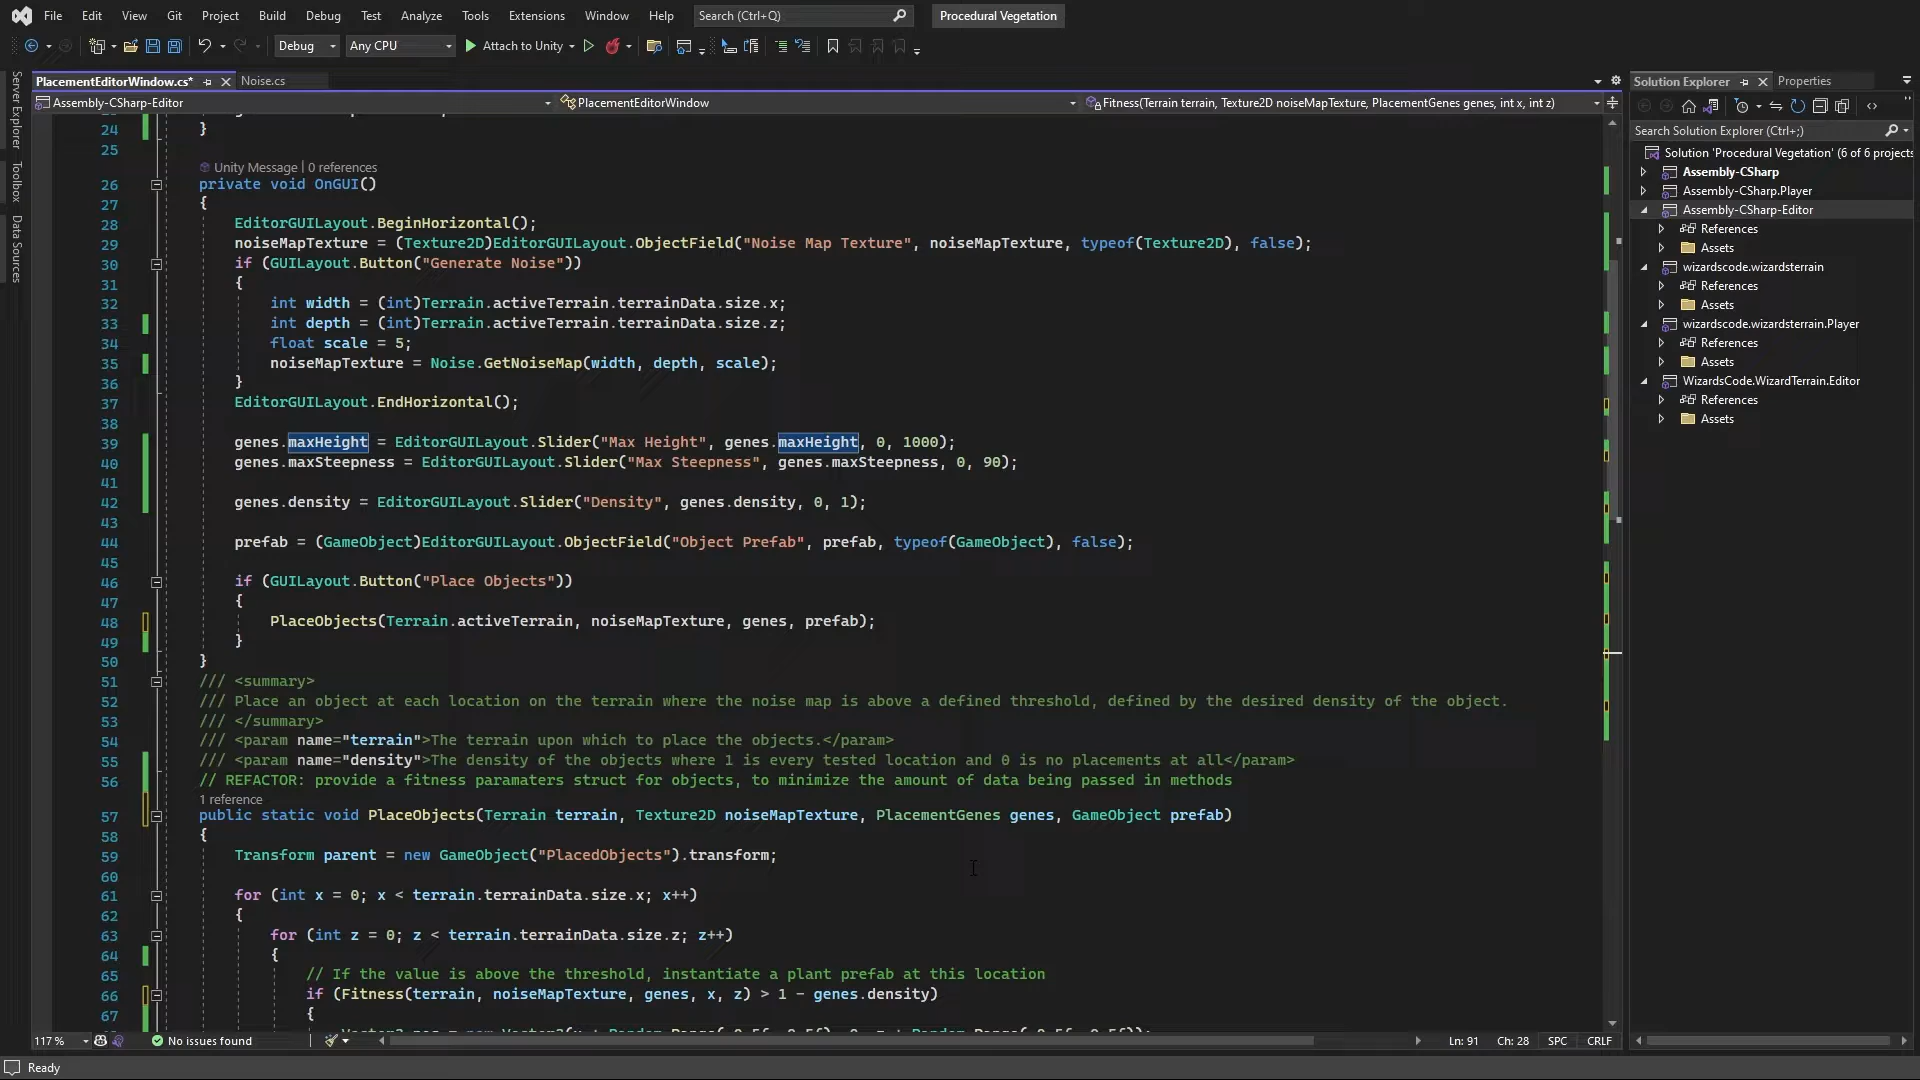 File Edit View Git Project Build Debug Test Analyze Tools Extensions Window Help Search (Ctrl+Q) Procedural Vegetation
Debug Any CPU Attach to Unity
PlacementEditorWindow.cs* Noise.cs
Assembly-CSharp-Editor PlacementEditorWindow Fitness(Terrain terrain, Texture2D noiseMapTexture, PlacementGenes genes, int x, int z)
Server Explorer
Toolbox
Data Sources
24 }
25
Unity Message | 0 references
26 private void OnGUI()
27 {
28 EditorGUILayout.BeginHorizontal();
29 noiseMapTexture = (Texture2D)EditorGUILayout.ObjectField("Noise Map Texture", noiseMapTexture, typeof(Texture2D), false);
30 if (GUILayout.Button("Generate Noise"))
31 {
32 int width = (int)Terrain.activeTerrain.terrainData.size.x;
33 int depth = (int)Terrain.activeTerrain.terrainData.size.z;
34 float scale = 5;
35 noiseMapTexture = Noise.GetNoiseMap(width, depth, scale);
36 }
37 EditorGUILayout.EndHorizontal();
38
39 genes.maxHeight = EditorGUILayout.Slider("Max Height", genes.maxHeight, 0, 1000);
40 genes.maxSteepness = EditorGUILayout.Slider("Max Steepness", genes.maxSteepness, 0, 90);
41
42 genes.density = EditorGUILayout.Slider("Density", genes.density, 0, 1);
43
44 prefab = (GameObject)EditorGUILayout.ObjectField("Object Prefab", prefab, typeof(GameObject), false);
45
46 if (GUILayout.Button("Place Objects"))
47 {
48 PlaceObjects(Terrain.activeTerrain, noiseMapTexture, genes, prefab);
49 }
50 }
51 /// <summary>
52 /// Place an object at each location on the terrain where the noise map is above a defined threshold, defined by the desired density of the object.
53 /// </summary>
54 /// <param name="terrain">The terrain upon which to place the objects.</param>
55 /// <param name="density">The density of the objects where 1 is every tested location and 0 is no placements at all</param>
56 // REFACTOR: provide a fitness paramaters struct for objects, to minimize the amount of data being passed in methods
1 reference
57 public static void PlaceObjects(Terrain terrain, Texture2D noiseMapTexture, PlacementGenes genes, GameObject prefab)
58 {
59 Transform parent = new GameObject("PlacedObjects").transform;
60
61 for (int x = 0; x < terrain.terrainData.size.x; x++)
62 {
63 for (int z = 0; z < terrain.terrainData.size.z; z++)
64 {
65 // If the value is above the threshold, instantiate a plant prefab at this location
66 if (Fitness(terrain, noiseMapTexture, genes, x, z) > 1 - genes.density)
67 {
117 % No issues found Ln: 91 Ch: 28 SPC CRLF
Ready
Solution Explorer Properties
Search Solution Explorer (Ctrl+;)
Solution 'Procedural Vegetation' (6 of 6 projects
Assembly-CSharp
Assembly-CSharp.Player
Assembly-CSharp-Editor
References
Assets
wizardscode.wizardsterrain
References
Assets
wizardscode.wizardsterrain.Player
References
Assets
WizardsCode.WizardTerrain.Editor
References
Assets